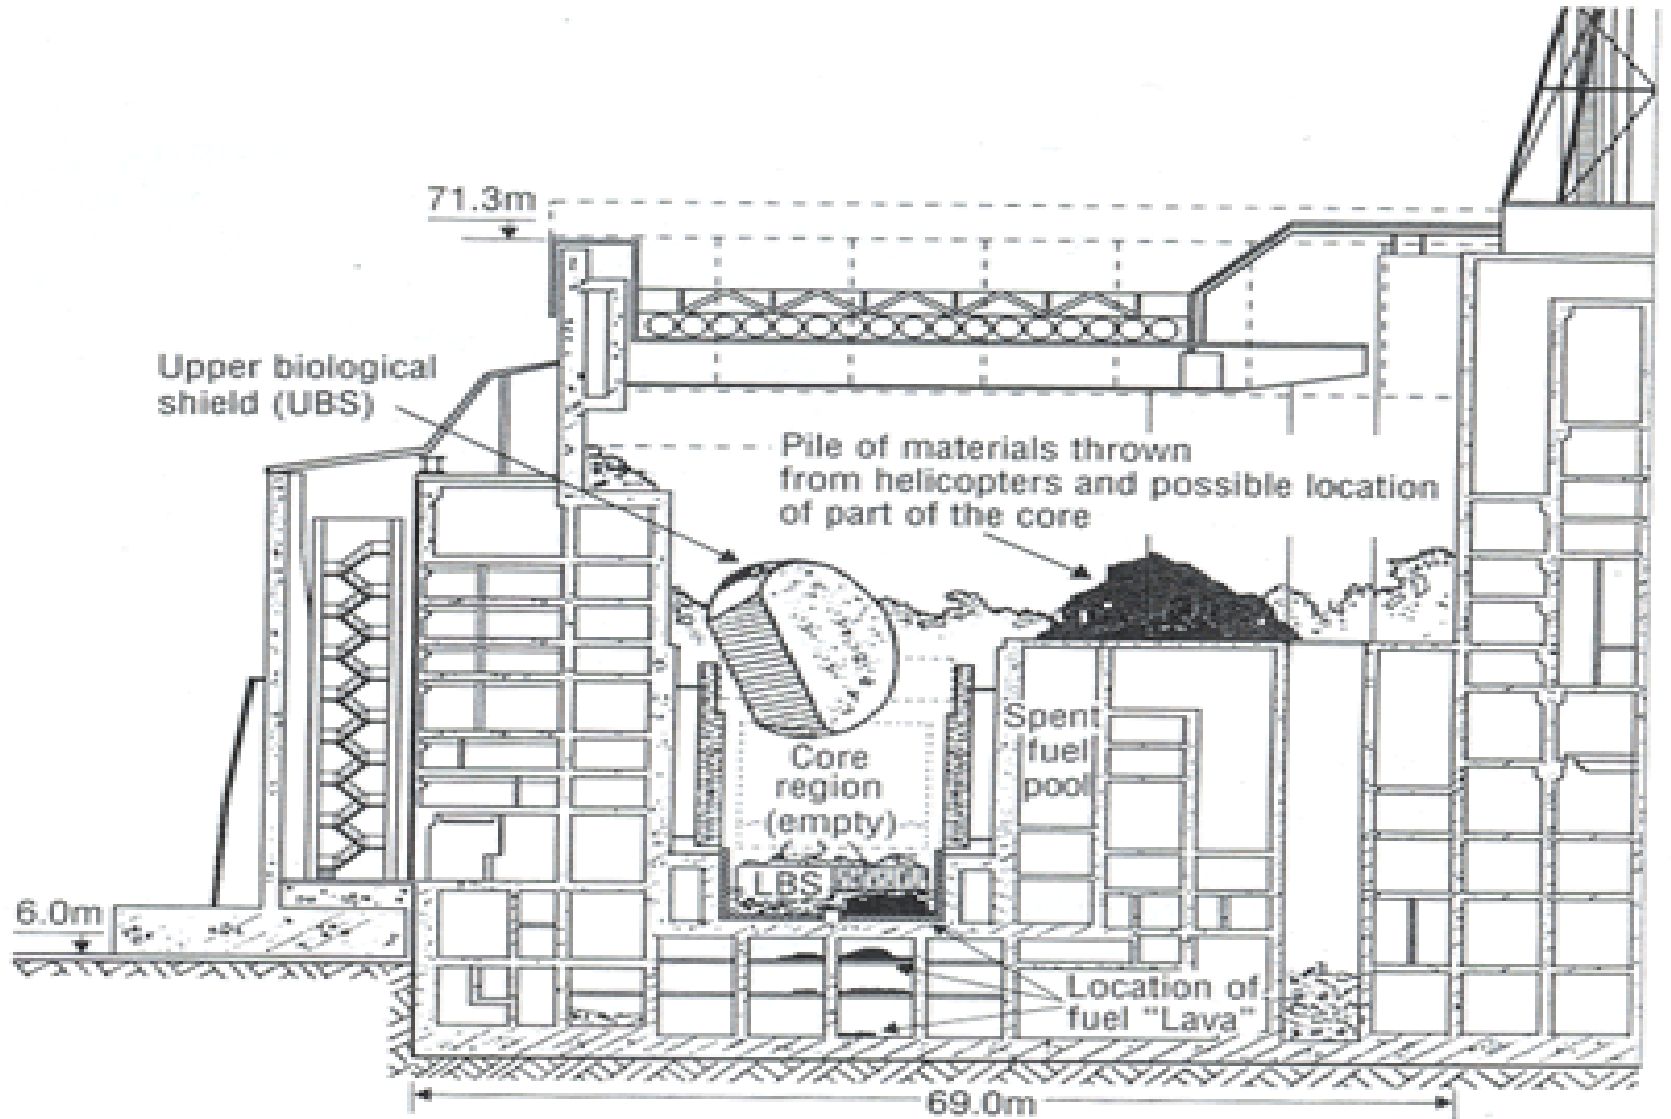 71.3m
Upper biological
shield (UBS)
Pile of materials thrown
from helicopters and possible location
of part of the core
Spent
fuel
pool
Core
region
(empty)
LBS
6.0m
Location of
fuel "Lava"
69.0m